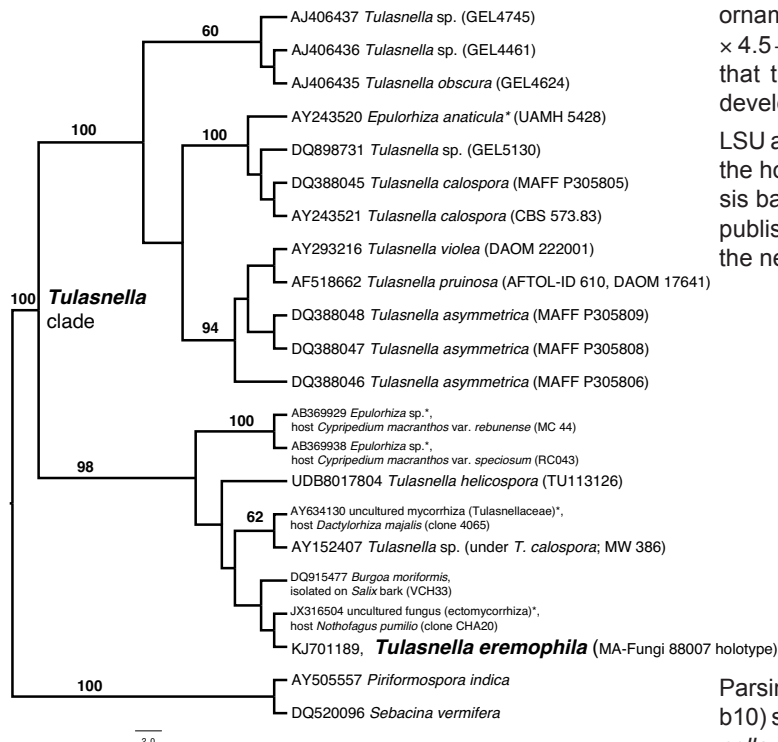 AJ406437 Tulasnella sp. (GEL4745)
60
AJ406436 Tulasnella sp. (GEL4461)
AJ406435 Tulasnella obscura (GEL4624)
100
AY243520 Epulorhiza anaticula* (UAMH 5428)
100
DQ898731 Tulasnella sp. (GEL5130)
DQ388045 Tulasnella calospora (MAFF P305805)
AY243521 Tulasnella calospora (CBS 573.83)
AY293216 Tulasnella violea (DAOM 222001)
AF518662 Tulasnella pruinosa (AFTOL-ID 610, DAOM 17641)
100 Tulasnella
clade
DQ388048 Tulasnella asymmetrica (MAFF P305809)
94
DQ388047 Tulasnella asymmetrica (MAFF P305808)
DQ388046 Tulasnella asymmetrica (MAFF P305806)
AB369929 Epulorhiza sp.*,
host Cypripedium macranthos var. rebunense (MC 44)
100
AB369938 Epulorhiza sp.*,
host Cypripedium macranthos var. speciosum (RC043)
98
UDB8017804 Tulasnella helicospora (TU113126)
AY634130 uncultured mycorrhiza (Tulasnellaceae)*,
host Dactylorhiza majalis (clone 4065)
62
AY152407 Tulasnella sp. (under T. calospora; MW 386)
DQ915477 Burgoa moriformis,
isolated on Salix bark (VCH33)
JX316504 uncultured fungus (ectomycorrhiza)*,
host Nothofagus pumilio (clone CHA20)
KJ701189, Tulasnella eremophila (MA-Fungi 88007 holotype)
AY505557 Piriformospora indica
100
DQ520096 Sebacina vermifera
2.0
ornam
× 4.5–
that t
develo
LSU a
the ho
sis ba
publis
the ne
Parsin
b10) s